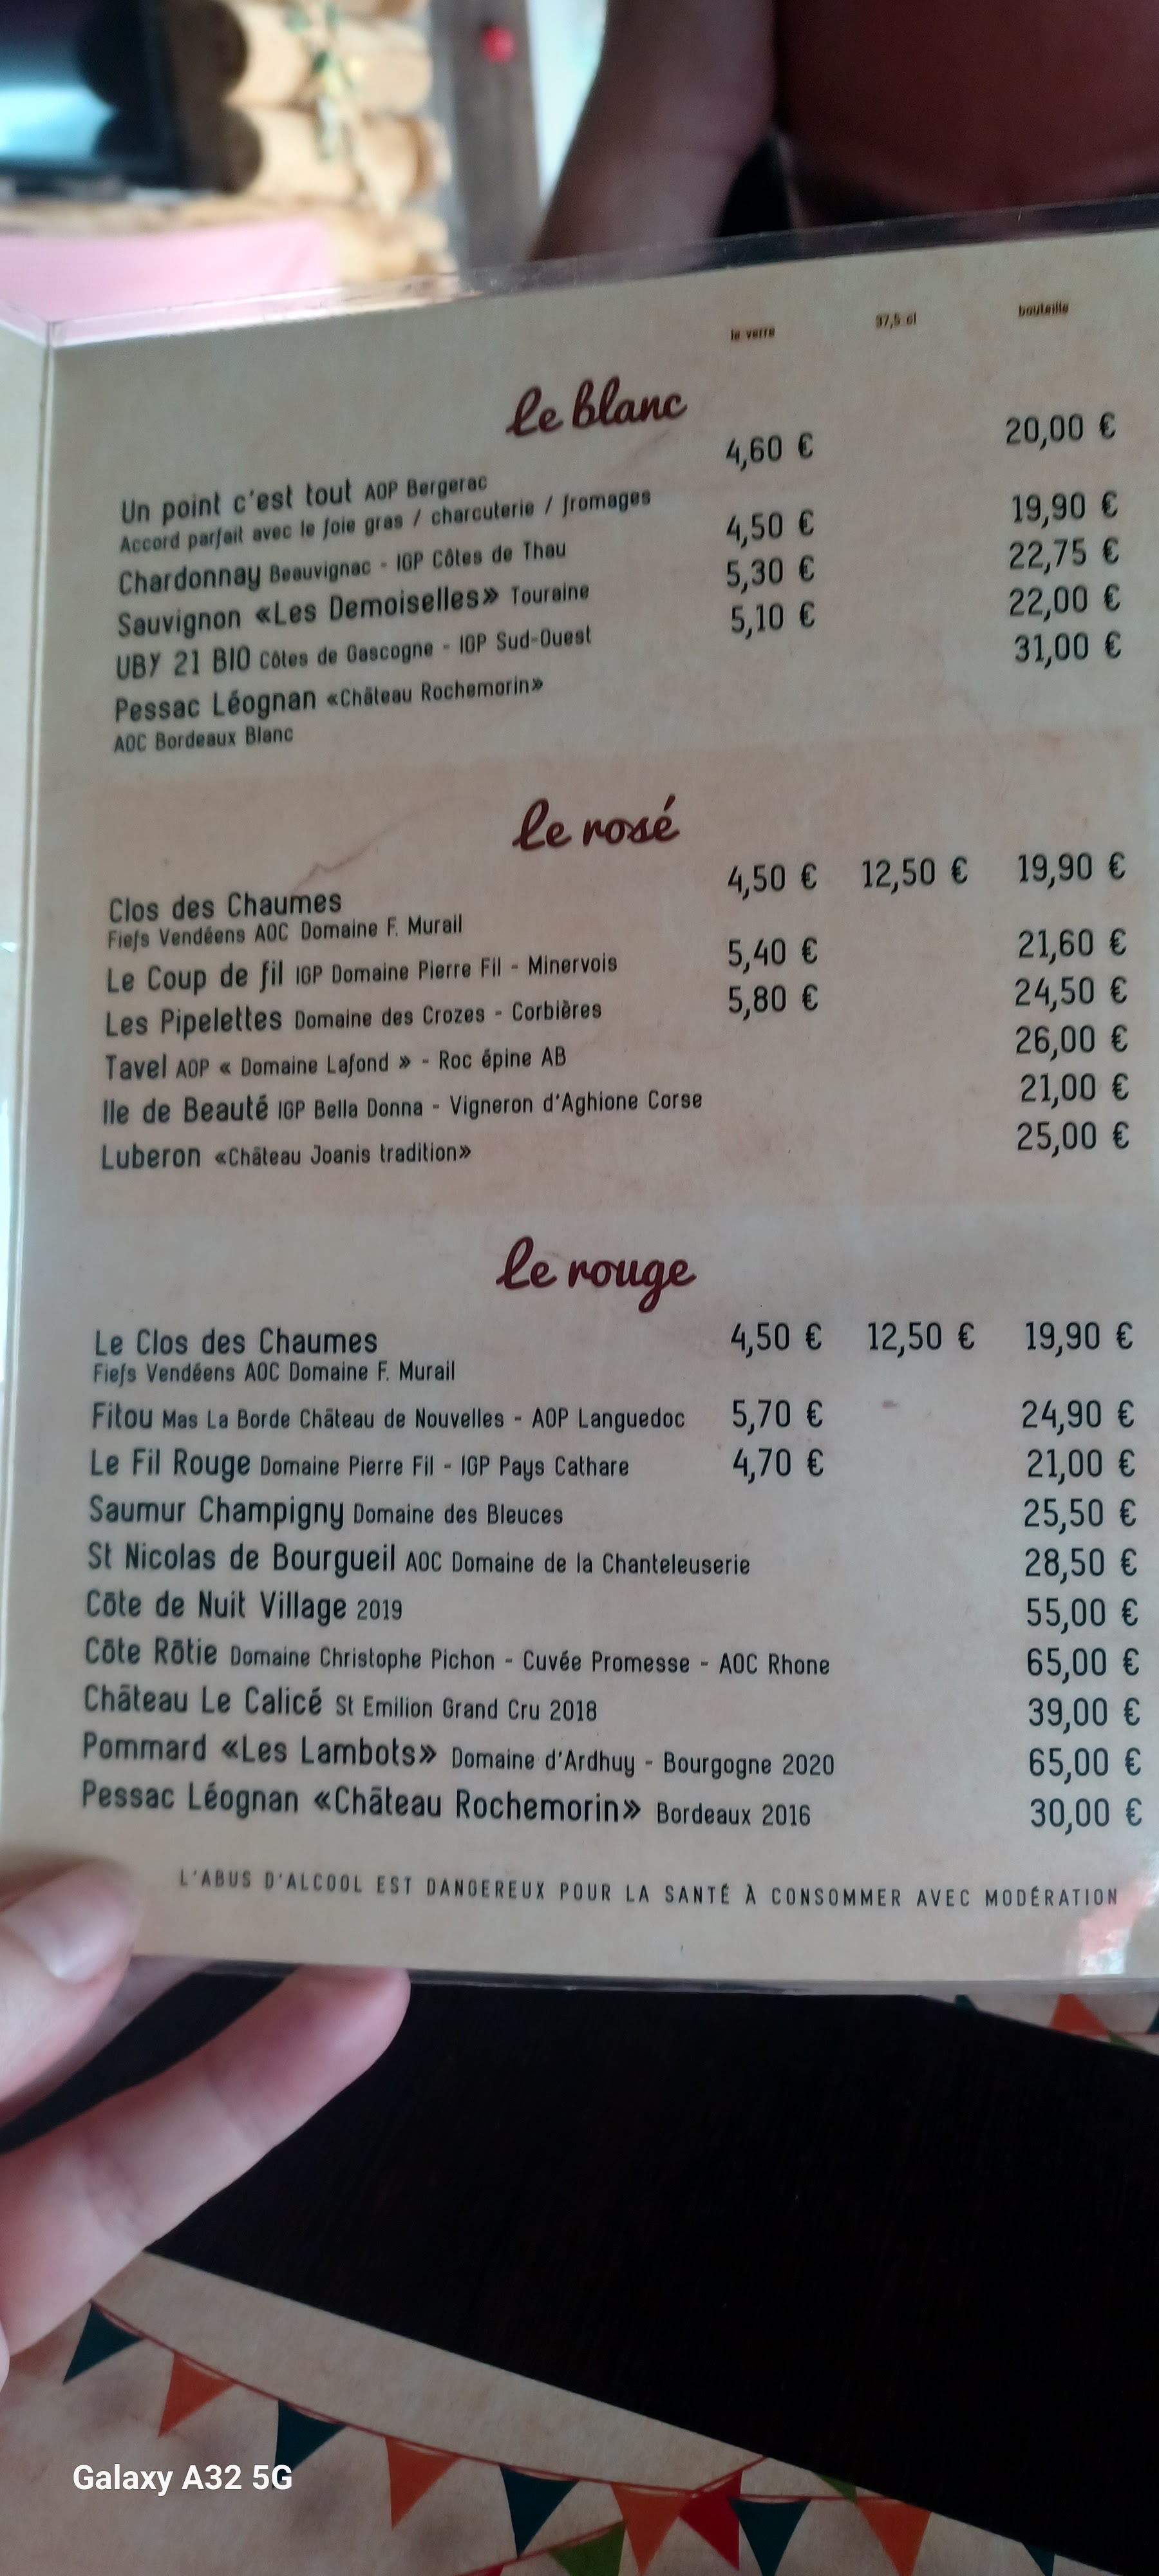 le verre 37,5 cl bouteille
le blanc
Un point c'est tout AOP Bergerac 4,60 € 20,00 €
Accord parfait avec le foie gras / charcuterie / fromages
Chardonnay Beauvignac - IGP Côtes de Thau 4,50 € 19,90 €
Sauvignon «Les Demoiselles» Touraine 5,30 € 22,75 €
UBY 21 BIO Côtes de Gascogne - IGP Sud-Ouest 5,10 € 22,00 €
Pessac Léognan «Château Rochemorin» 31,00 €
AOC Bordeaux Blanc
le rosé
Clos des Chaumes 4,50 € 12,50 € 19,90 €
Fiefs Vendéens AOC Domaine F. Murail
Le Coup de fil IGP Domaine Pierre Fil - Minervois 5,40 € 21,60 €
Les Pipelettes Domaine des Crozes - Corbières 5,80 € 24,50 €
Tavel AOP « Domaine Lafond » - Roc épine AB 26,00 €
Ile de Beauté IGP Bella Donna - Vigneron d'Aghione Corse 21,00 €
Luberon «Château Joanis tradition» 25,00 €
le rouge
Le Clos des Chaumes 4,50 € 12,50 € 19,90 €
Fiefs Vendéens AOC Domaine F. Murail
Fitou Mas La Borde Château de Nouvelles - AOP Languedoc 5,70 € 24,90 €
Le Fil Rouge Domaine Pierre Fil - IGP Pays Cathare 4,70 € 21,00 €
Saumur Champigny Domaine des Bleuces 25,50 €
St Nicolas de Bourgueil AOC Domaine de la Chanteleuserie 28,50 €
Côte de Nuit Village 2019 55,00 €
Côte Rôtie Domaine Christophe Pichon - Cuvée Promesse - AOC Rhone 65,00 €
Château Le Calicé St Emilion Grand Cru 2018 39,00 €
Pommard «Les Lambots» Domaine d'Ardhuy - Bourgogne 2020 65,00 €
Pessac Léognan «Château Rochemorin» Bordeaux 2016 30,00 €
L'ABUS D'ALCOOL EST DANGEREUX POUR LA SANTÉ À CONSOMMER AVEC MODÉRATION
Galaxy A32 5G